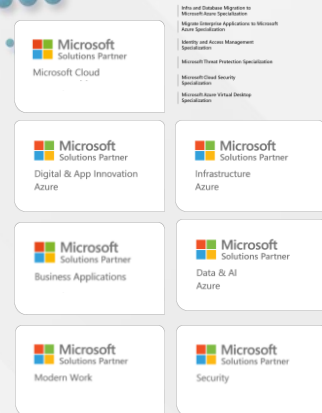 Infra and Database Migration to
Microsoft Azure Specialization
Migrate Enterprise Applications to Microsoft
Azure Specialization
Identity and Access Management
Specialization
Microsoft Threat Protection Specialization
Microsoft Cloud Security
Specialization
Microsoft Azure Virtual Desktop
Specialization
Microsoft
Solutions Partner
Microsoft Cloud
Microsoft
Solutions Partner
Digital & App Innovation
Azure
Microsoft
Solutions Partner
Infrastructure
Azure
Microsoft
Solutions Partner
Business Applications
Microsoft
Solutions Partner
Data & AI
Azure
Microsoft
Solutions Partner
Modern Work
Microsoft
Solutions Partner
Security